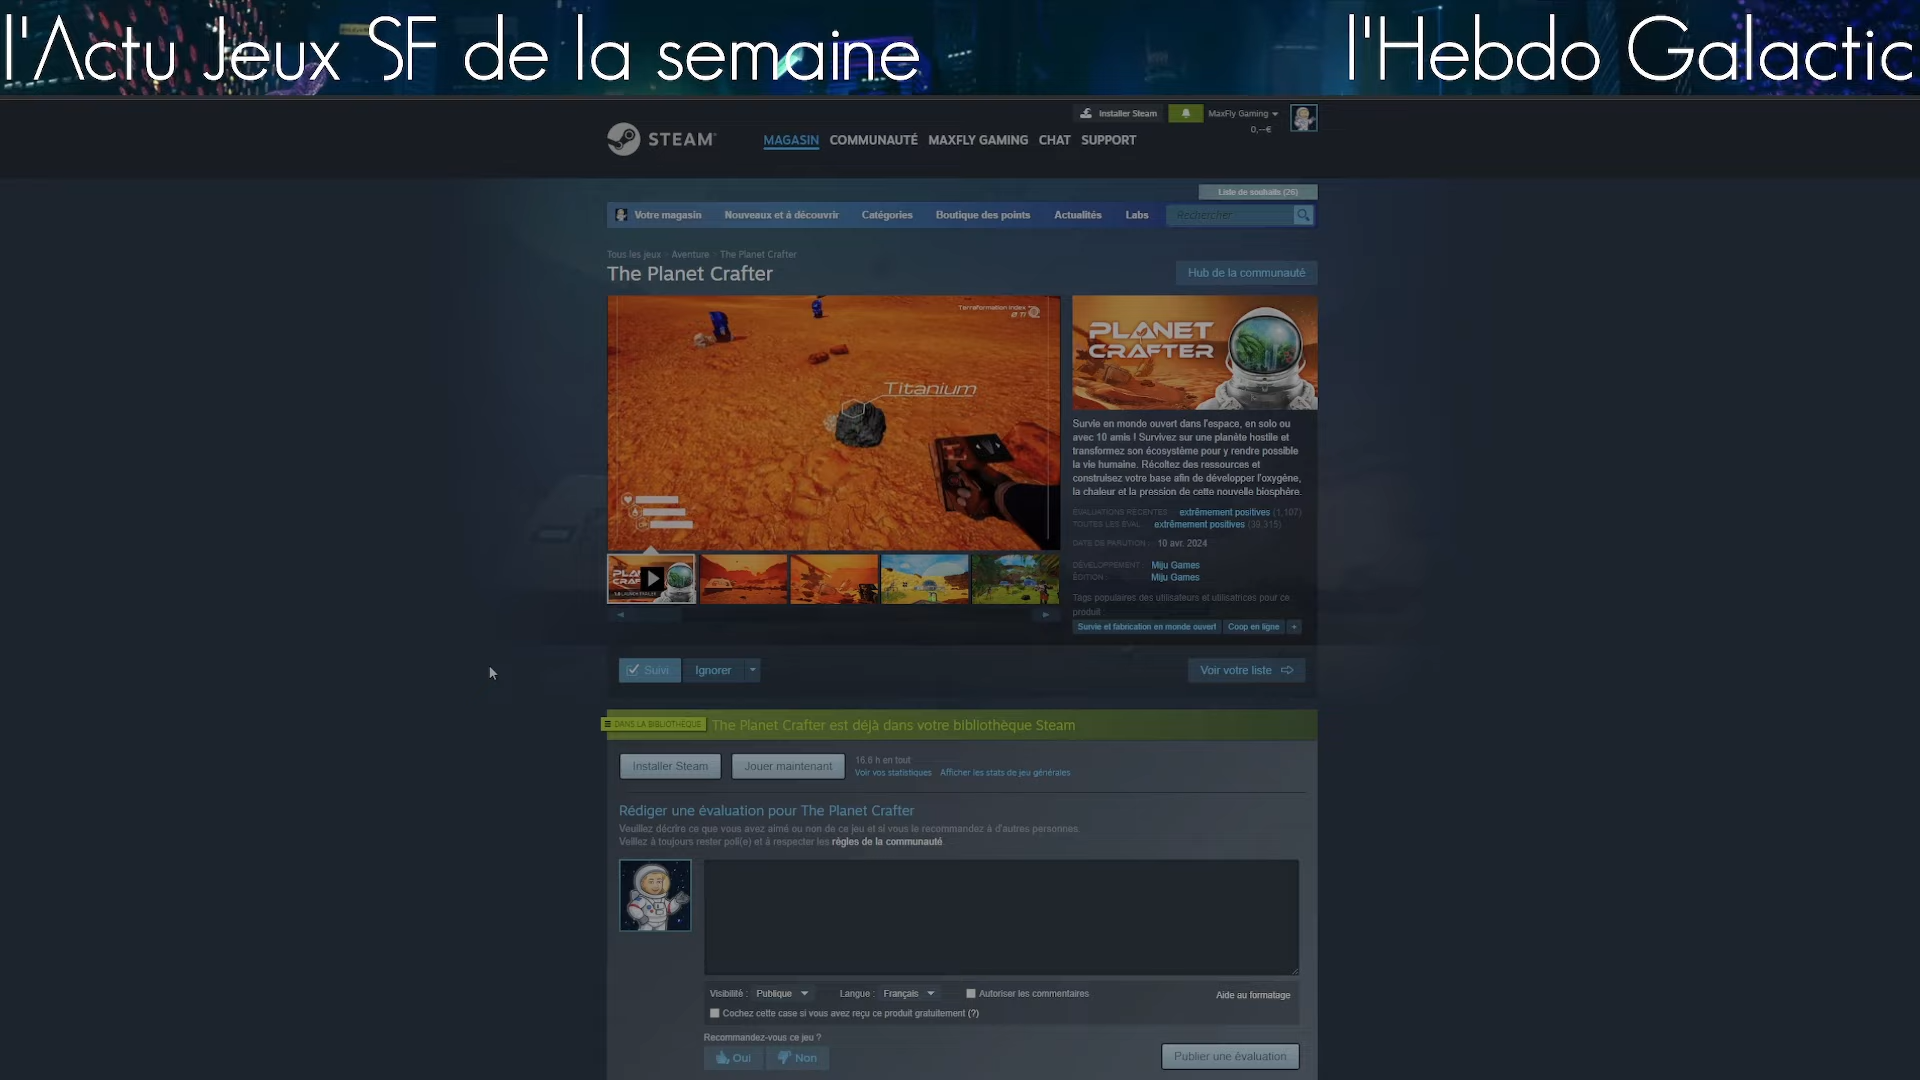 l'Actu Jeux SF de la semaine
l'Hebdo Galactic
Installer Steam
MaxFly Gaming
0,--€
STEAM
MAGASIN COMMUNAUTÉ MAXFLY GAMING CHAT SUPPORT
Liste de souhaits (26)
Votre magasin Nouveaux et à découvrir Catégories Boutique des points Actualités Labs Rechercher
Tous les jeux Aventure The Planet Crafter
The Planet Crafter
Hub de la communauté
Terraformation index
Titanium
PLANET
CRAFTER
Survie en monde ouvert dans l'espace, en solo ou
avec 10 amis ! Survivez sur une planète hostile et
transformez son écosystème pour y rendre possible
la vie humaine. Récoltez des ressources et
construisez votre base afin de développer l'oxygène,
la chaleur et la pression de cette nouvelle biosphère.
ÉVALUATIONS RÉCENTES : extrêmement positives (1,107)
TOUTES LES ÉVAL. : extrêmement positives (39,315)
DATE DE PARUTION : 10 avr. 2024
DÉVELOPPEMENT : Miju Games
ÉDITION : Miju Games
Tags populaires des utilisateurs et utilisatrices pour ce
produit :
Survie et fabrication en monde ouvert Coop en ligne +
Suivi Ignorer
Voir votre liste
DANS LA BIBLIOTHÈQUE
The Planet Crafter est déjà dans votre bibliothèque Steam
Installer Steam
Jouer maintenant
16,6 h en tout
Voir vos statistiques Afficher les stats de jeu générales
Rédiger une évaluation pour The Planet Crafter
Veuillez décrire ce que vous avez aimé ou non de ce jeu et si vous le recommandez à d'autres personnes.
Veillez à toujours rester poli(e) et à respecter les règles de la communauté.
Visibilité : Publique
Langue : Français
Autoriser les commentaires
Aide au formatage
Cochez cette case si vous avez reçu ce produit gratuitement (?)
Recommandez-vous ce jeu ?
Oui Non
Publier une évaluation